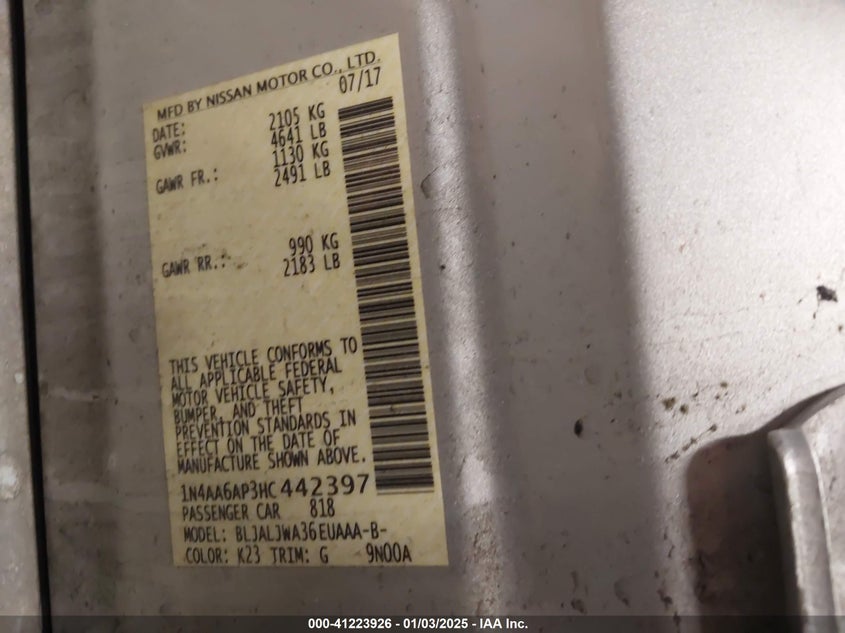 MFD BY NISSAN MOTOR CO., LTD.
DATE: 07/17
GVWR: 2105 KG
4641 LB
GAWR FR.: 1130 KG
2491 LB
GAWR RR.: 990 KG
2183 LB
THIS VEHICLE CONFORMS TO
ALL APPLICABLE FEDERAL
MOTOR VEHICLE SAFETY,
BUMPER, AND THEFT
PREVENTION STANDARDS IN
EFFECT ON THE DATE OF
MANUFACTURE SHOWN ABOVE.
1N4AA6AP3HC442397
PASSENGER CAR 818
MODEL: BLJALJWA36EUAAA-B-
COLOR: K23 TRIM: G 9N00A
000-41223926 - 01/03/2025 - IAA Inc.